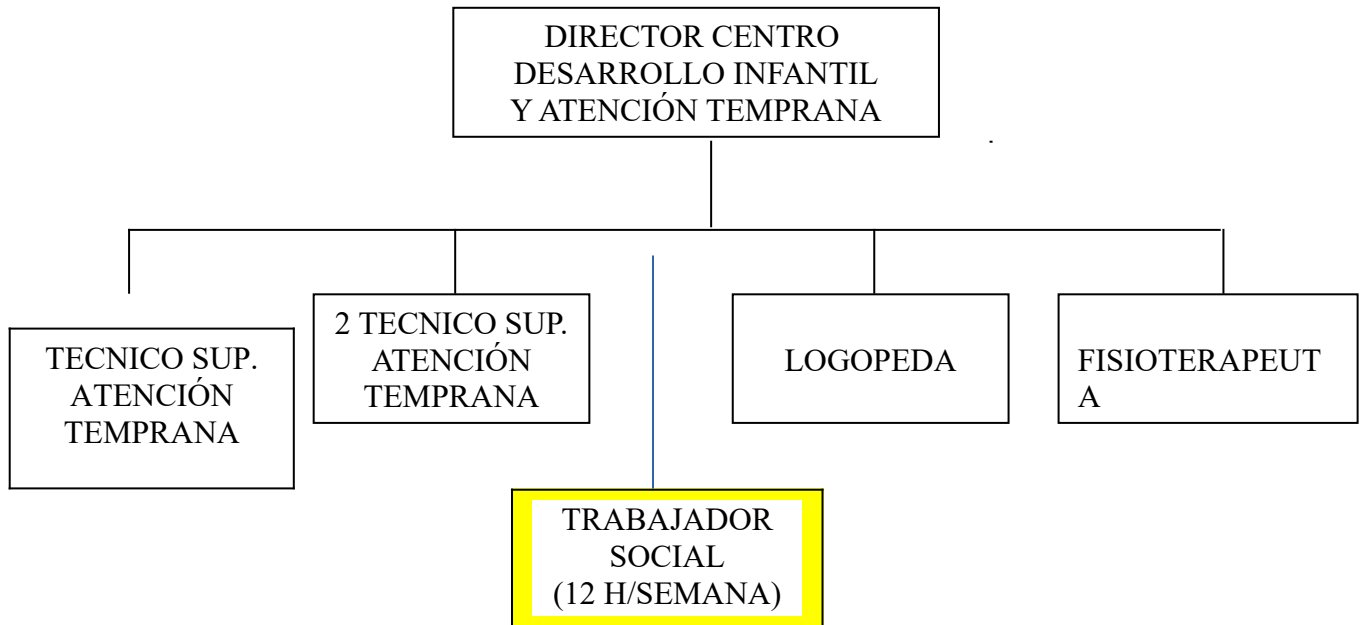 DIRECTOR CENTRO
DESARROLLO INFANTIL
Y ATENCIÓN TEMPRANA
.
TECNICO SUP.
ATENCIÓN
TEMPRANA
2 TECNICO SUP.
ATENCIÓN
TEMPRANA
LOGOPEDA
FISIOTERAPEUT
A
TRABAJADOR
SOCIAL
(12 H/SEMANA)